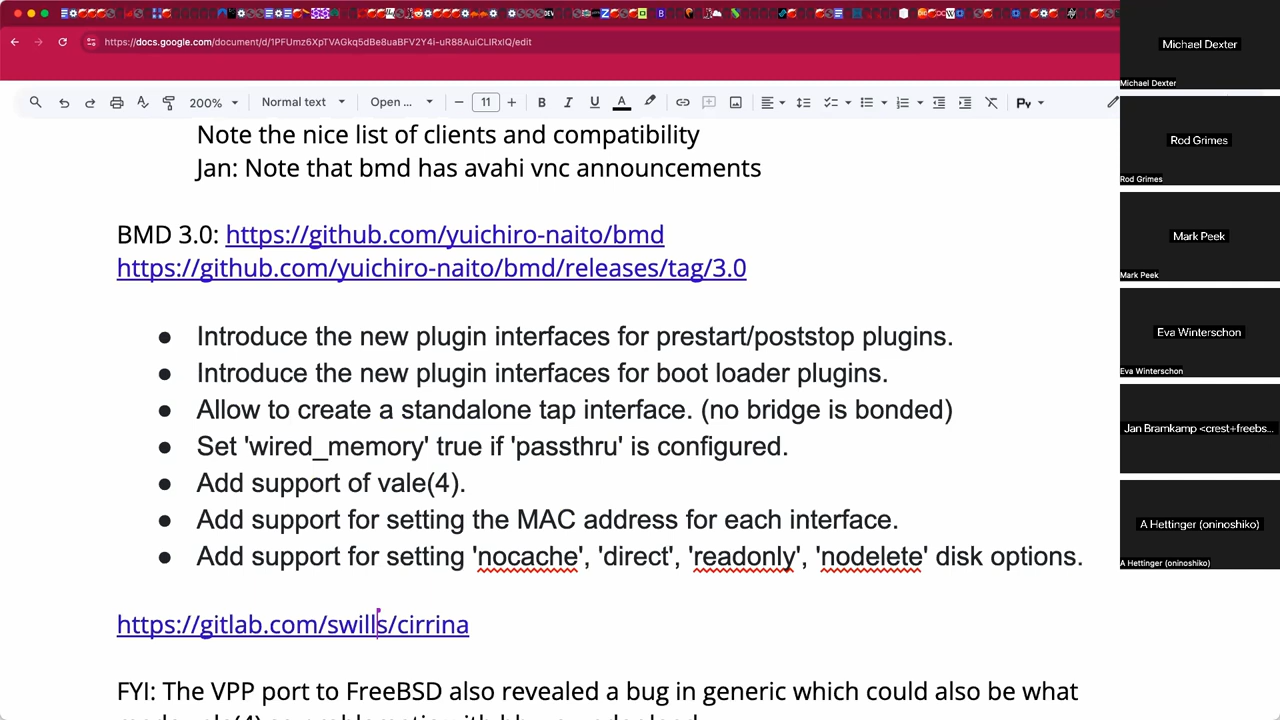 https://docs.google.com/document/d/1PFUmz6XpTVAGkq5dBe8uaBFV2Y4i-uR88AuiCLIRxlQ/edit
200% Normal text Open ... 11
Note the nice list of clients and compatibility
Jan: Note that bmd has avahi vnc announcements
BMD 3.0: https://github.com/yuichiro-naito/bmd
https://github.com/yuichiro-naito/bmd/releases/tag/3.0
● Introduce the new plugin interfaces for prestart/poststop plugins.
● Introduce the new plugin interfaces for boot loader plugins.
● Allow to create a standalone tap interface. (no bridge is bonded)
● Set 'wired_memory' true if 'passthru' is configured.
● Add support of vale(4).
● Add support for setting the MAC address for each interface.
● Add support for setting 'nocache', 'direct', 'readonly', 'nodelete' disk options.
https://gitlab.com/swills/cirrina
FYI: The VPP port to FreeBSD also revealed a bug in generic which could also be what
Michael Dexter
Michael Dexter
Rod Grimes
Rod Grimes
Mark Peek
Mark Peek
Eva Winterschon
Eva Winterschon
Jan Bramkamp <crest+freebs...
A Hettinger (oninoshiko)
A Hettinger (oninoshiko)